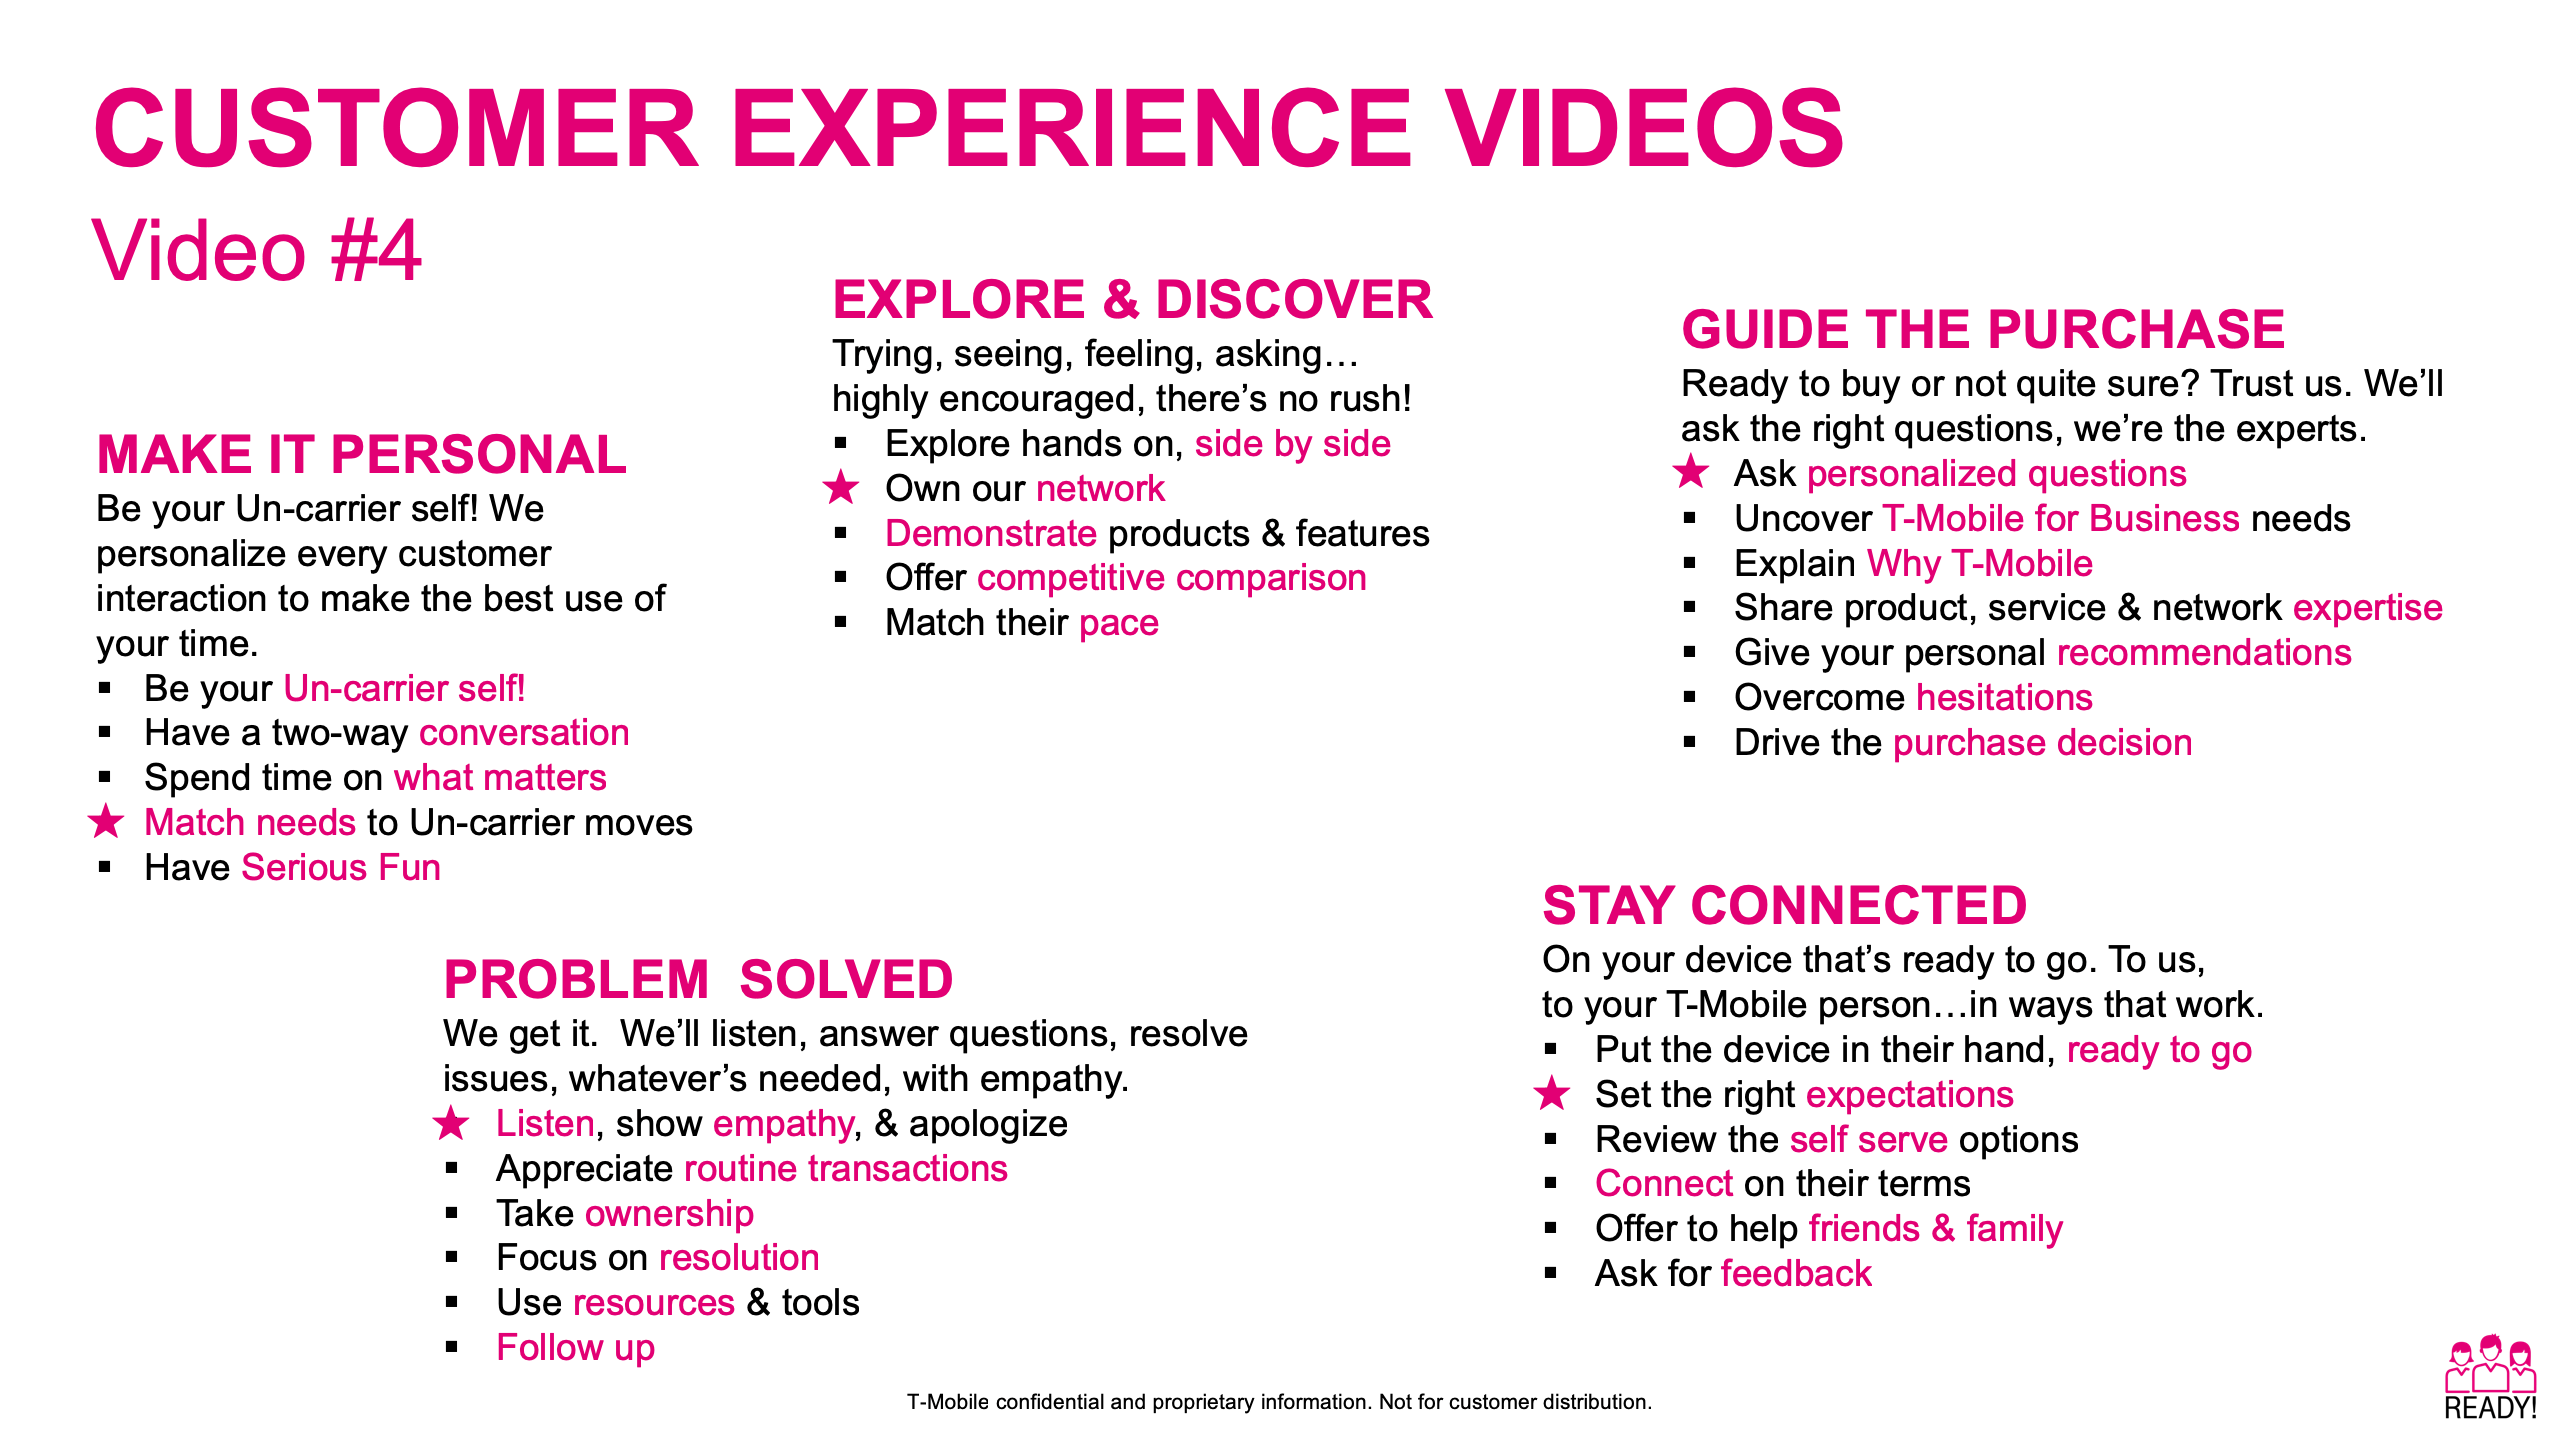 CUSTOMER EXPERIENCE VIDEOS
Video #4
MAKE IT PERSONAL
Be your Un-carrier self! We
personalize every customer
interaction to make the best use of
your time.
▪ Be your Un-carrier self!
▪ Have a two-way conversation
▪ Spend time on what matters
★ Match needs to Un-carrier moves
▪ Have Serious Fun
EXPLORE & DISCOVER
Trying, seeing, feeling, asking…
highly encouraged, there’s no rush!
▪ Explore hands on, side by side
★ Own our network
▪ Demonstrate products & features
▪ Offer competitive comparison
▪ Match their pace
GUIDE THE PURCHASE
Ready to buy or not quite sure? Trust us. We’ll
ask the right questions, we’re the experts.
★ Ask personalized questions
▪ Uncover T-Mobile for Business needs
▪ Explain Why T-Mobile
▪ Share product, service & network expertise
▪ Give your personal recommendations
▪ Overcome hesitations
▪ Drive the purchase decision
PROBLEM  SOLVED
We get it.  We’ll listen, answer questions, resolve
issues, whatever’s needed, with empathy.
★ Listen, show empathy, & apologize
▪ Appreciate routine transactions
▪ Take ownership
▪ Focus on resolution
▪ Use resources & tools
▪ Follow up
STAY CONNECTED
On your device that’s ready to go. To us,
to your T-Mobile person…in ways that work.
▪ Put the device in their hand, ready to go
★ Set the right expectations
▪ Review the self serve options
▪ Connect on their terms
▪ Offer to help friends & family
▪ Ask for feedback
T-Mobile confidential and proprietary information. Not for customer distribution.
READY!